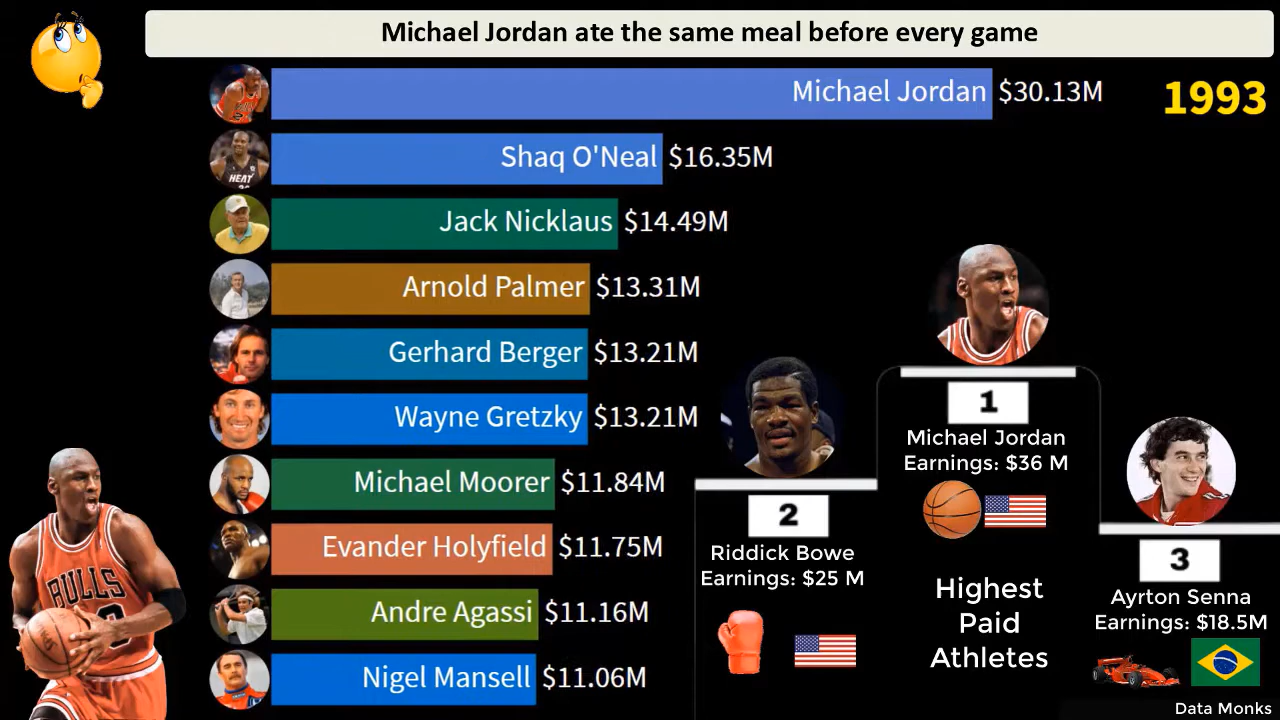 Michael Jordan ate the same meal before every game
1993
Michael Jordan $30.13M
Shaq O'Neal $16.35M
HEAT
Jack Nicklaus $14.49M
Arnold Palmer $13.31M
Gerhard Berger $13.21M
Wayne Gretzky $13.21M
Michael Moorer $11.84M
Evander Holyfield $11.75M
Andre Agassi $11.16M
Nigel Mansell $11.06M
BULLS
1
Michael Jordan
Earnings: $36 M
2
Riddick Bowe
Earnings: $25 M
3
Ayrton Senna
Earnings: $18.5M
Highest
Paid
Athletes
Data Monks